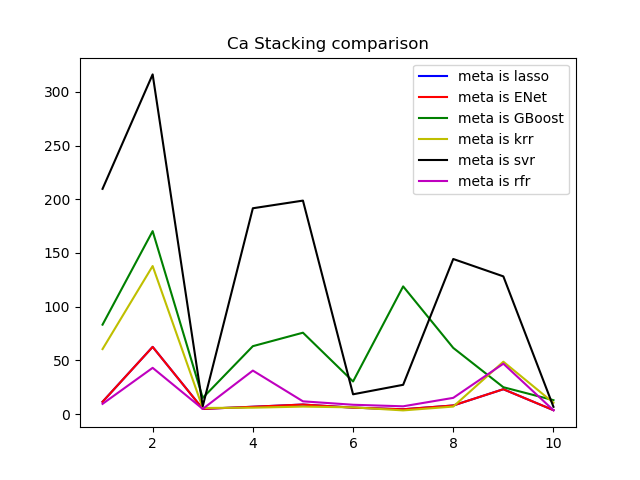 Ca Stacking comparison
meta is lasso
meta is ENet
meta is GBoost
meta is krr
meta is svr
meta is rfr
300
250
200
150
100
50
0
2 4 6 8 10